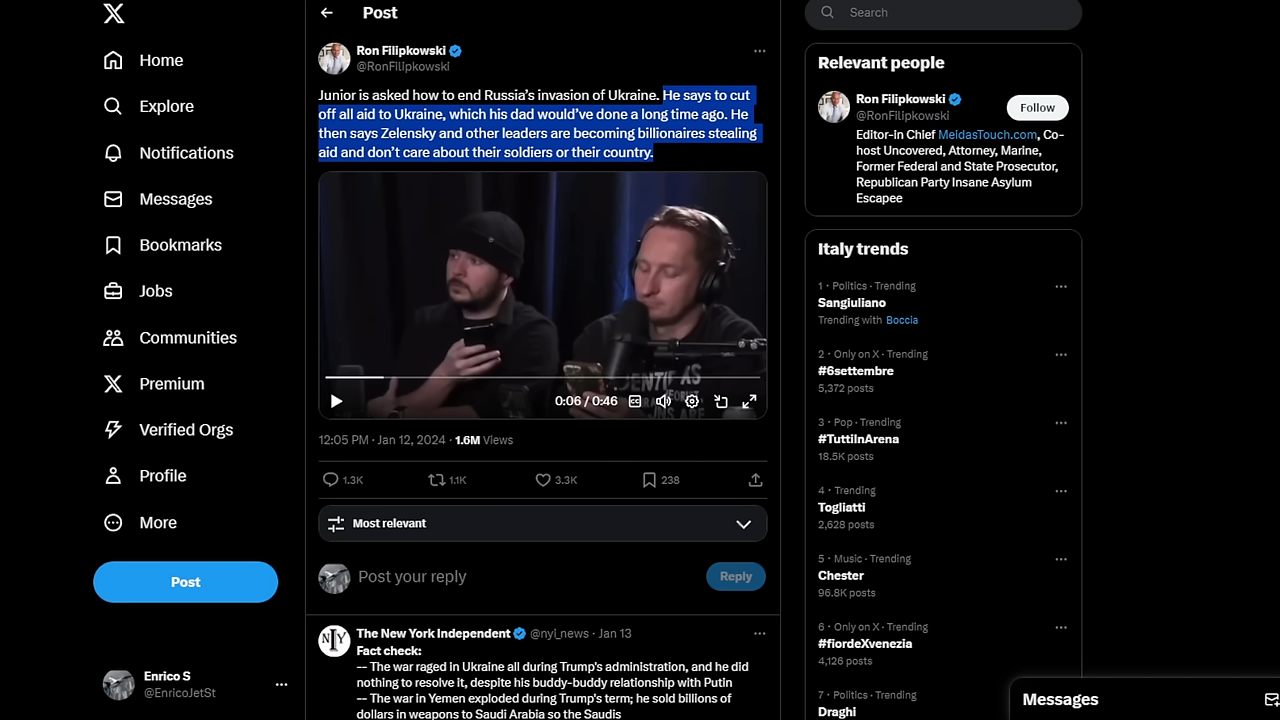 Home
Explore
Notifications
Messages
Bookmarks
Jobs
Communities
Premium
Verified Orgs
Profile
More
Post
Enrico S
@EnricoJetSt
Post
Ron Filipkowski
@RonFilipkowski
Junior is asked how to end Russia’s invasion of Ukraine. He says to cut
off all aid to Ukraine, which his dad would’ve done a long time ago. He
then says Zelensky and other leaders are becoming billionaires stealing
aid and don’t care about their soldiers or their country.
0:06 / 0:46
12:05 PM · Jan 12, 2024 · 1.6M Views
1.3K 1.1K 3.3K 238
Most relevant
Post your reply
Reply
The New York Independent @nyi_news · Jan 13
Fact check:
-- The war raged in Ukraine all during Trump's administration, and he did
nothing to resolve it, despite his buddy-buddy relationship with Putin
-- The war in Yemen exploded during Trump's term; he sold billions of
dollars in weapons to Saudi Arabia so the Saudis
Search
Relevant people
Ron Filipkowski
@RonFilipkowski
Follow
Editor-In Chief MeidasTouch.com, Co-
host Uncovered, Attorney, Marine,
Former Federal and State Prosecutor,
Republican Party Insane Asylum
Escapee
Italy trends
1 · Politics · Trending
Sangiuliano
Trending with Boccia
2 · Only on X · Trending
#6settembre
5,372 posts
3 · Pop · Trending
#TuttiInArena
18.5K posts
4 · Trending
Togliatti
2,628 posts
5 · Music · Trending
Chester
96.8K posts
6 · Only on X · Trending
#fiordeXvenezia
4,126 posts
7 · Politics · Trending
Draghi
Messages